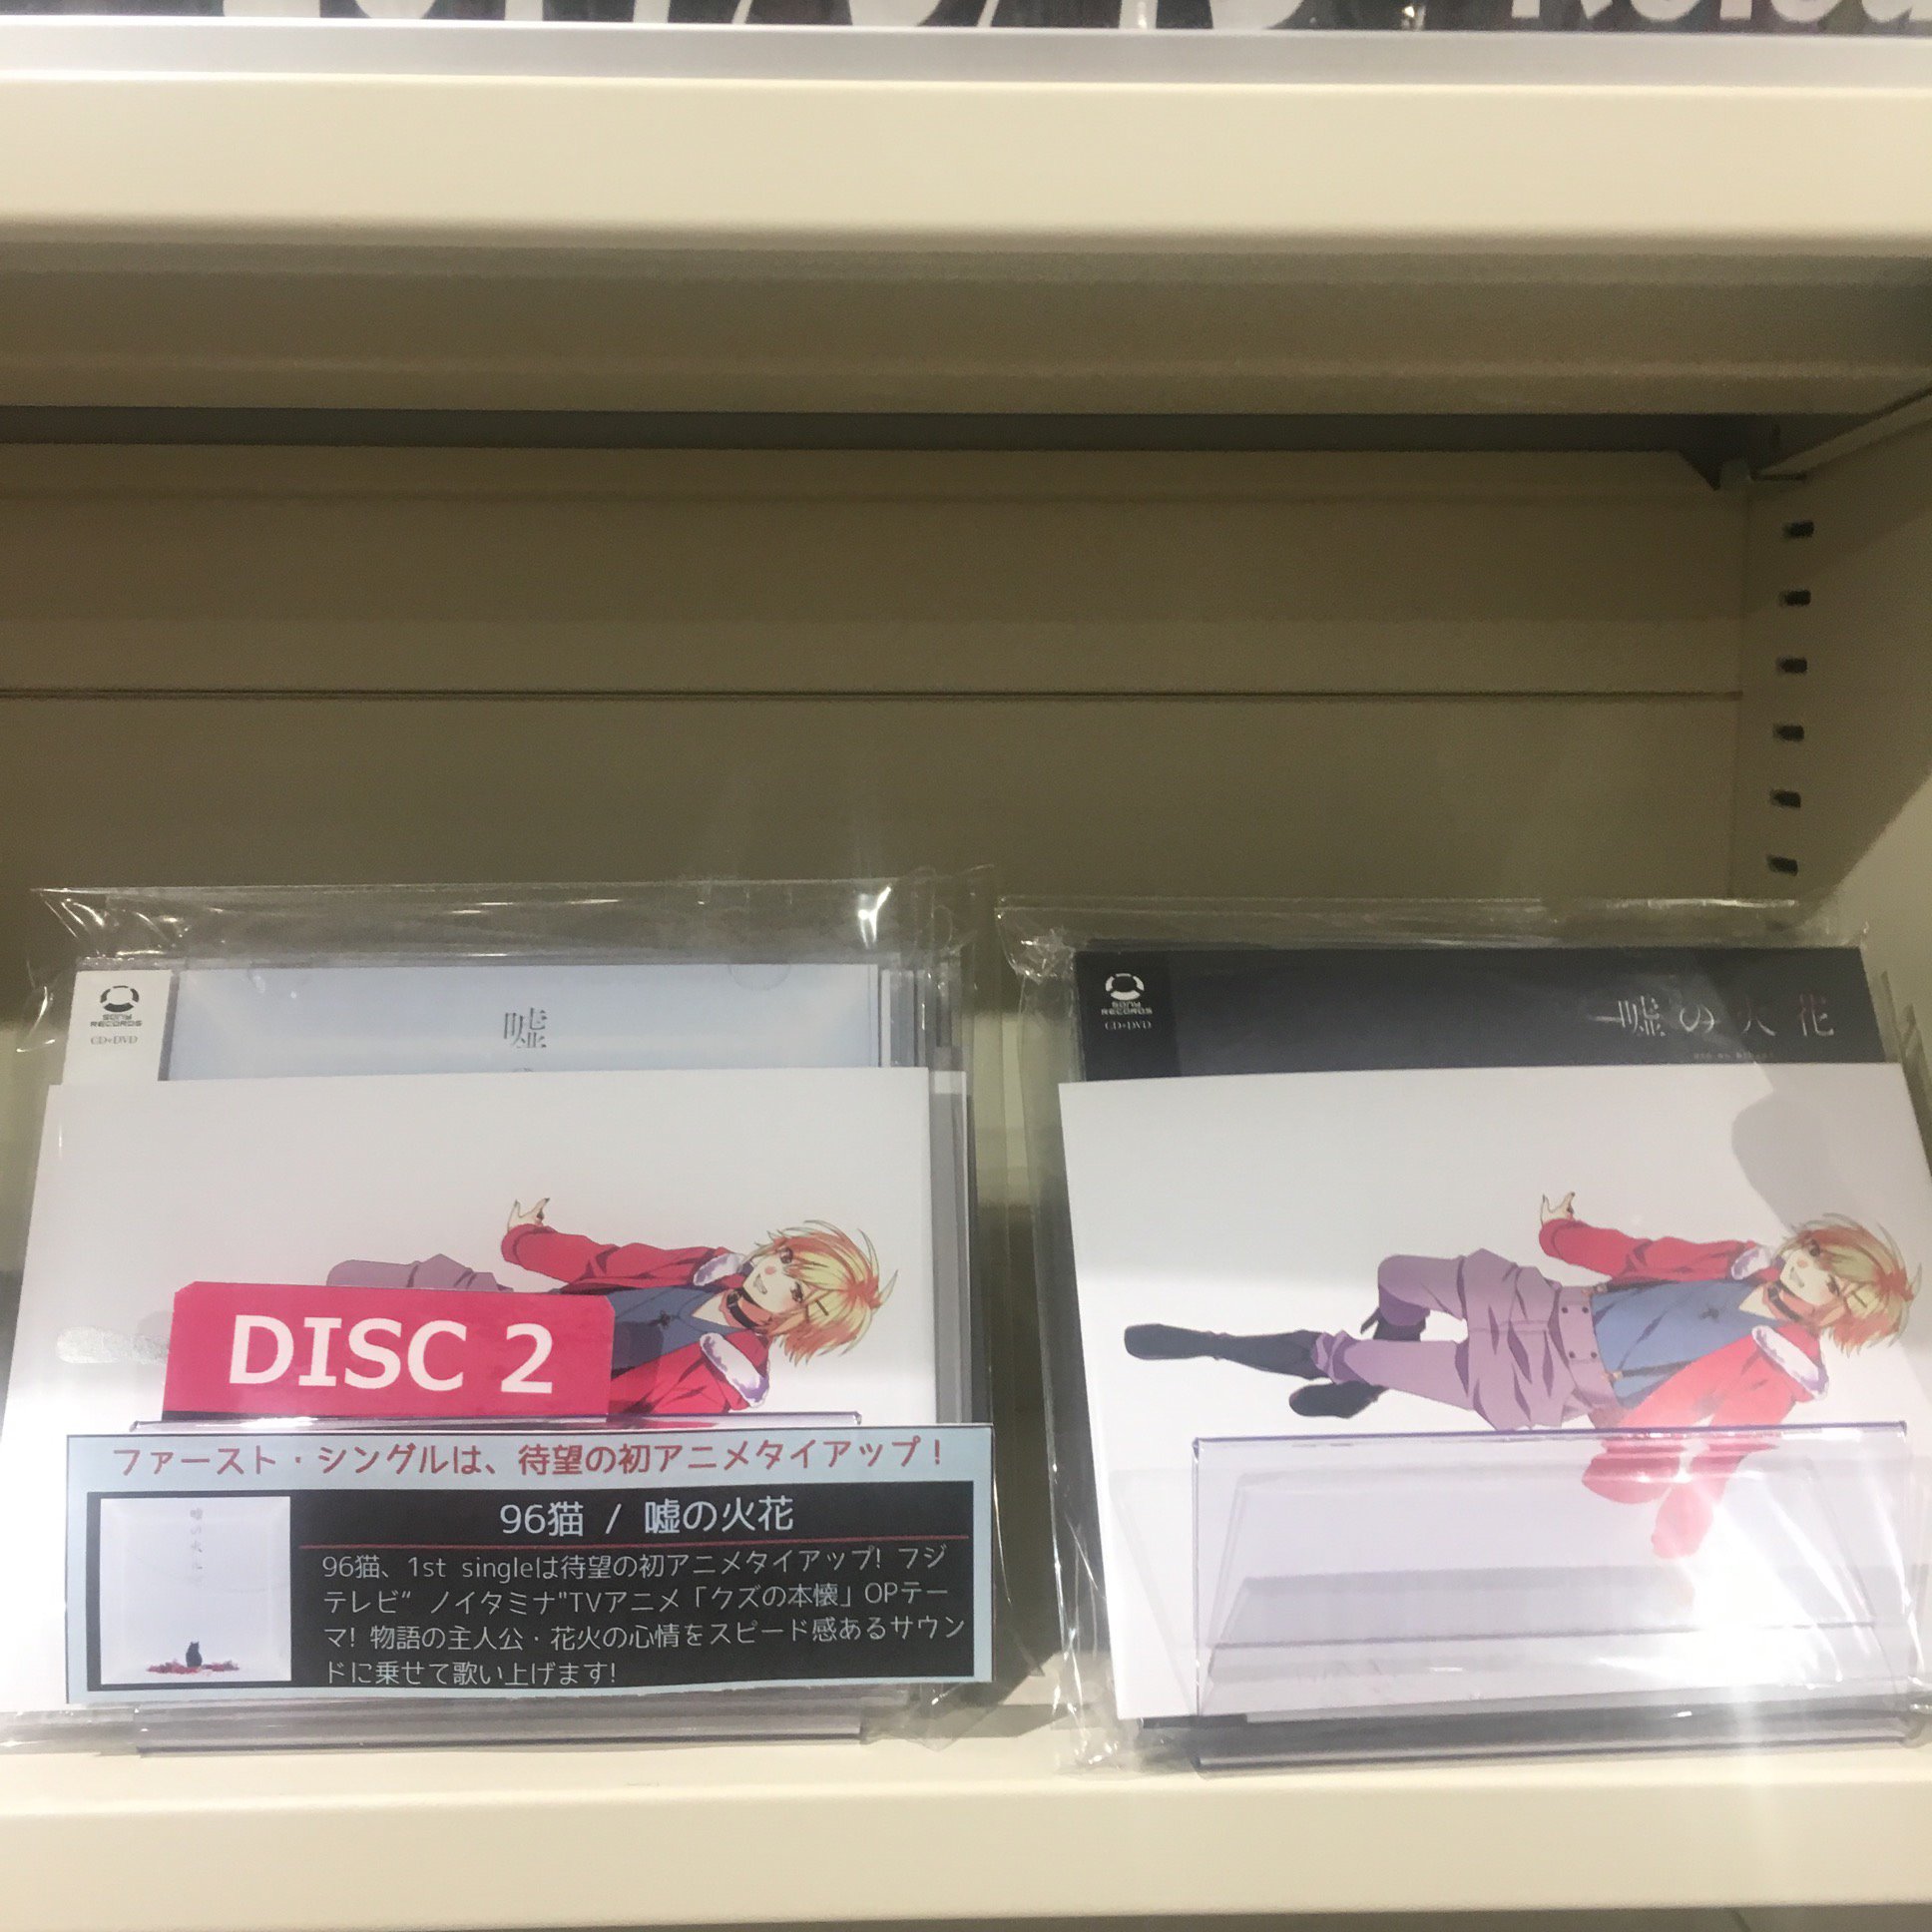 SONY
RECORDS
CD+DVD
嘘
SONY
RECORDS
CD+DVD
嘘の火花
DISC 2
ファースト・シングルは、待望の初アニメタイアップ！
96猫 / 嘘の火花
嘘の火花
96猫、1st singleは待望の初アニメタイアップ! フジ
テレビ“ ノイタミナ"TVアニメ「クズの本懐」OPテー
マ! 物語の主人公・花火の心情をスピード感あるサウン
ドに乗せて歌い上げます!